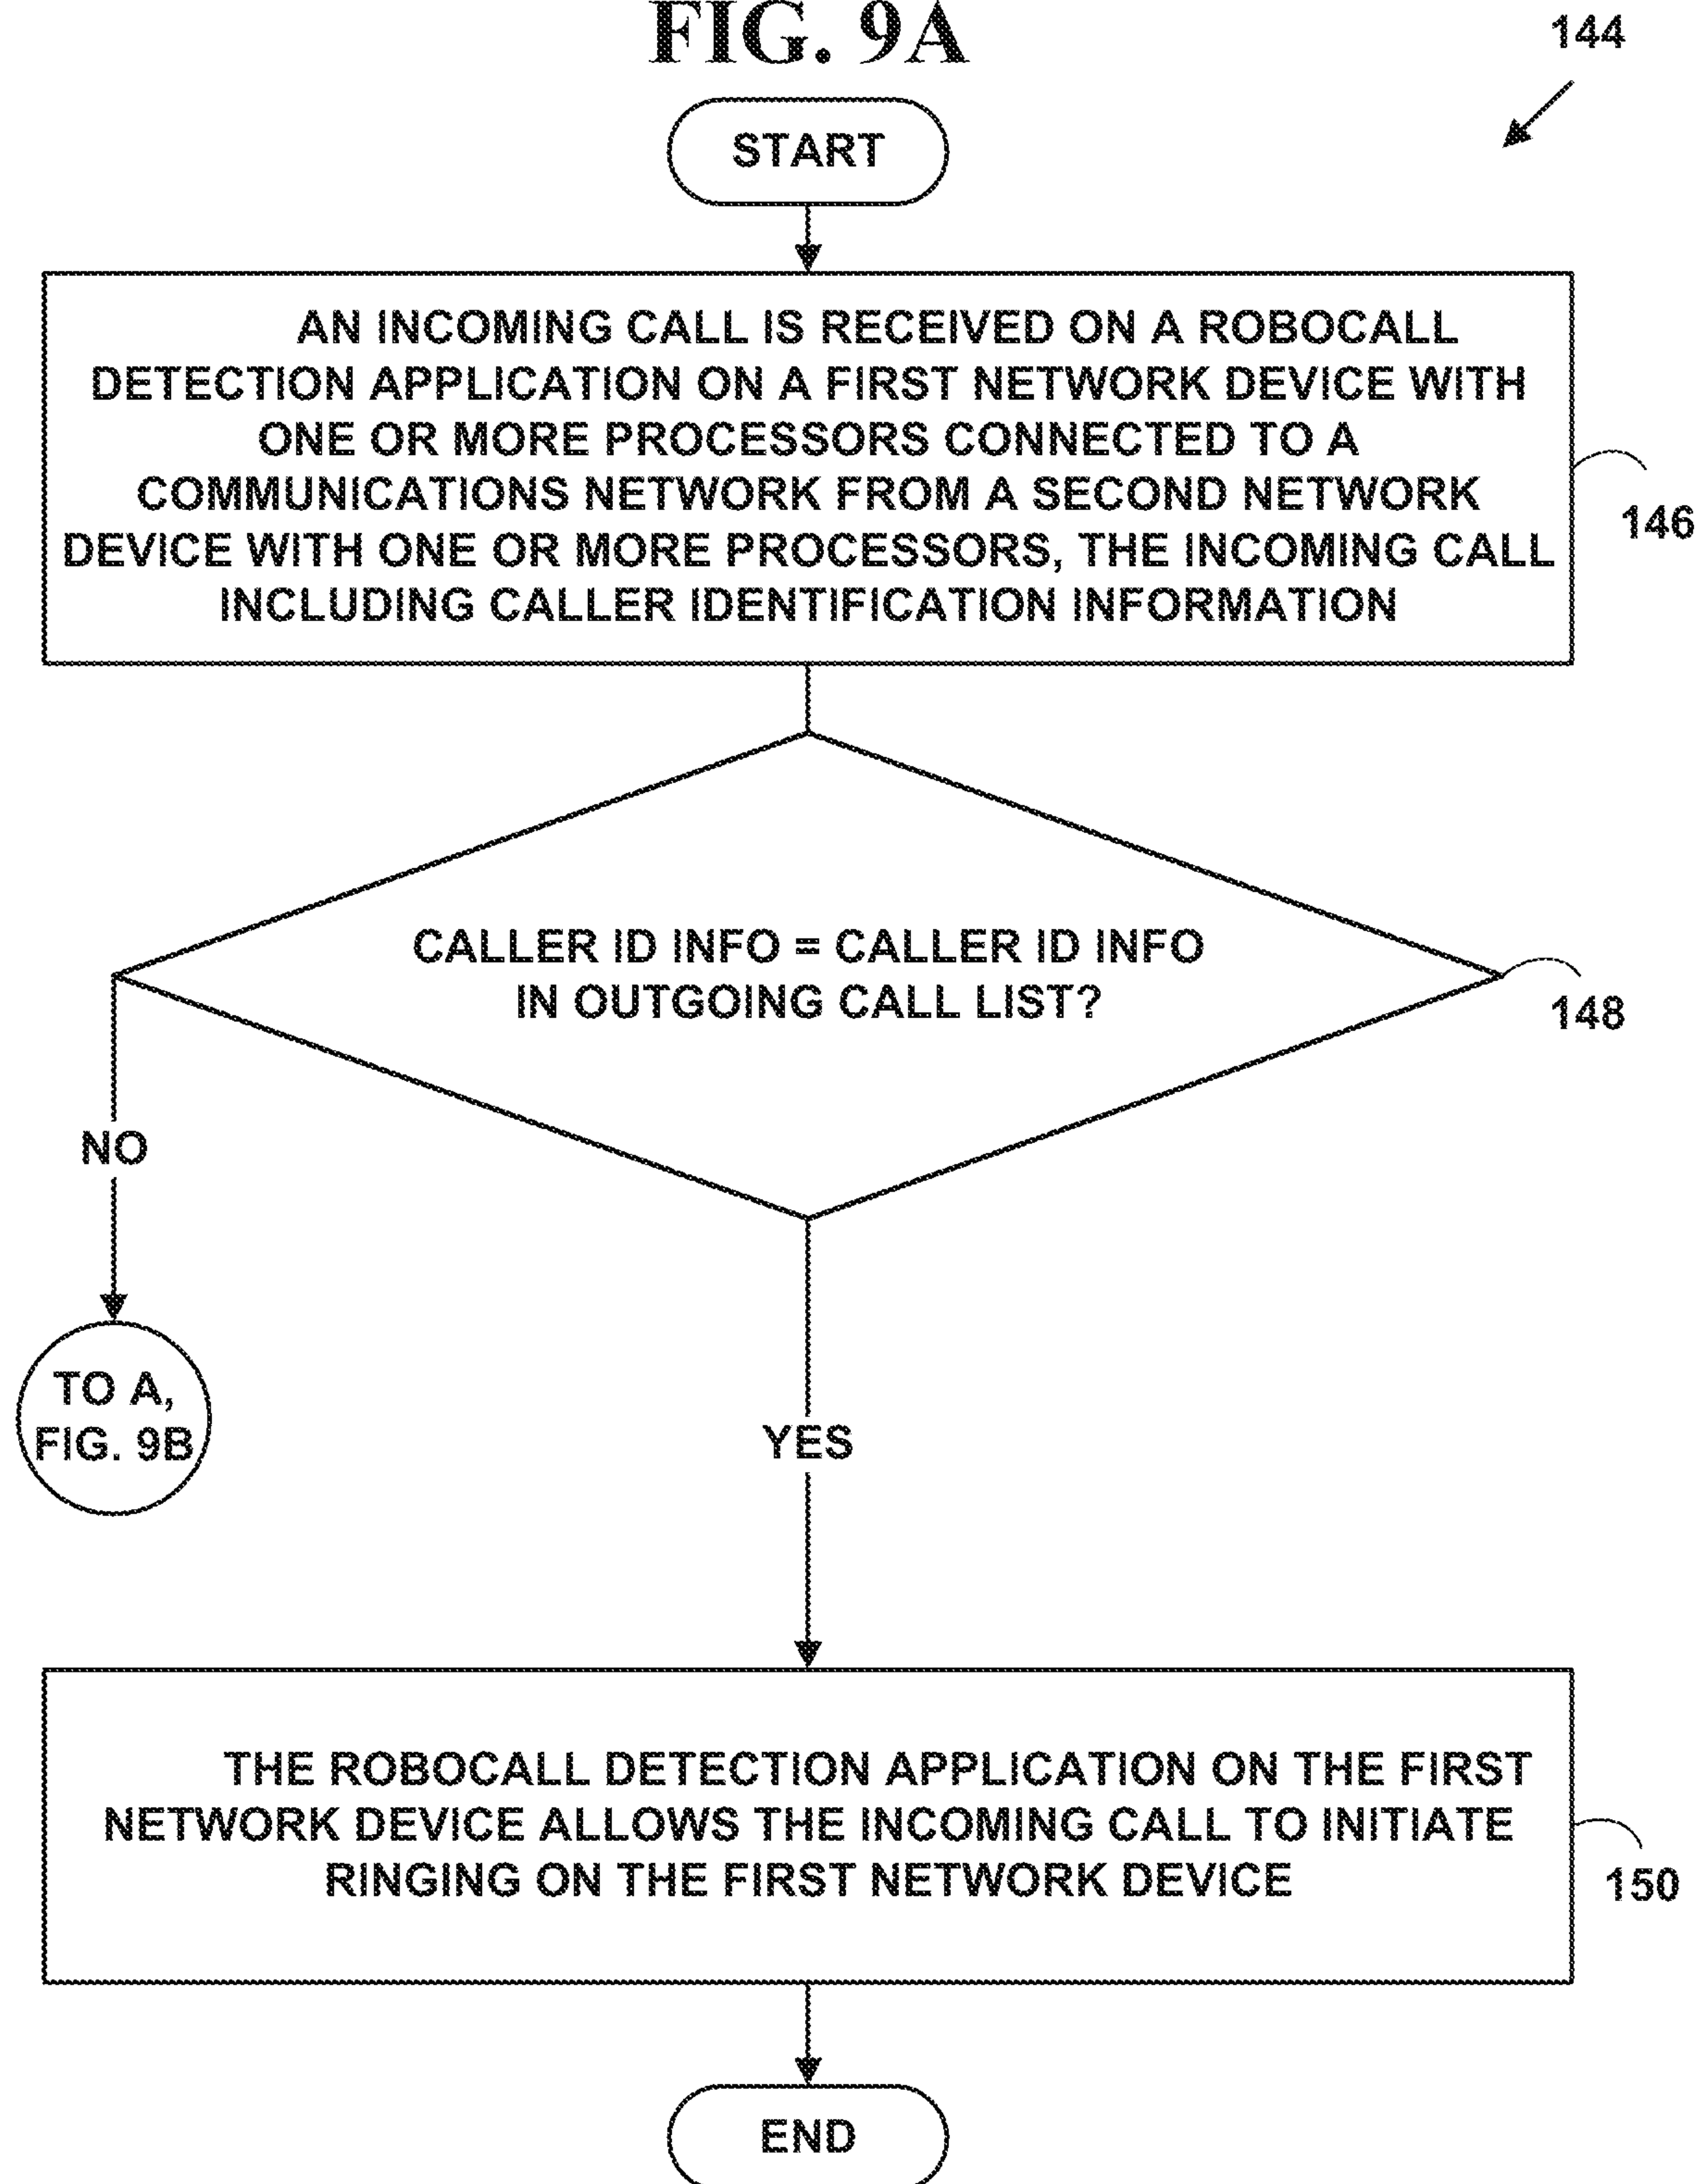 FIG. 9A
144
START
AN INCOMING CALL IS RECEIVED ON A ROBOCALL
DETECTION APPLICATION ON A FIRST NETWORK DEVICE WITH
ONE OR MORE PROCESSORS CONNECTED TO A
COMMUNICATIONS NETWORK FROM A SECOND NETWORK
DEVICE WITH ONE OR MORE PROCESSORS, THE INCOMING CALL
INCLUDING CALLER IDENTIFICATION INFORMATION
146
CALLER ID INFO = CALLER ID INFO
IN OUTGOING CALL LIST?
148
NO
TO A,
FIG. 9B
YES
THE ROBOCALL DETECTION APPLICATION ON THE FIRST
NETWORK DEVICE ALLOWS THE INCOMING CALL TO INITIATE
RINGING ON THE FIRST NETWORK DEVICE
150
END